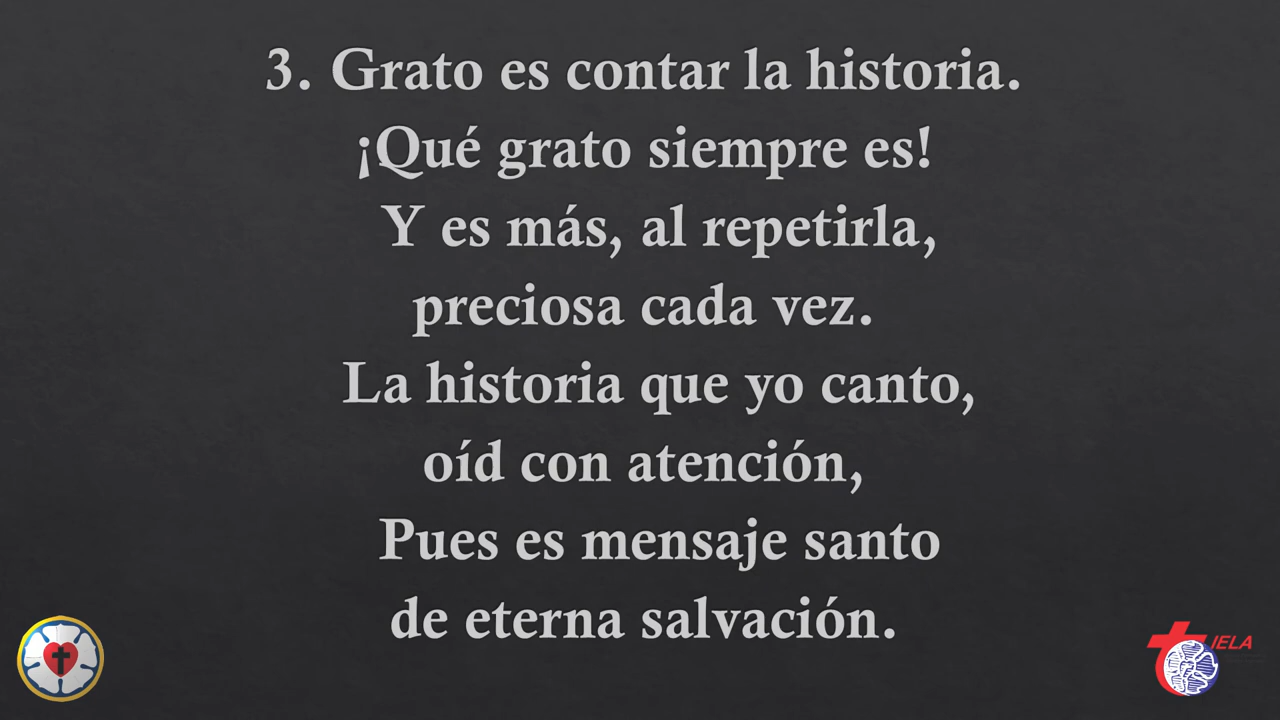 3. Grato es contar la historia.
¡Qué grato siempre es!
Y es más, al repetirla,
preciosa cada vez.
La historia que yo canto,
oíd con atención,
Pues es mensaje santo
de eterna salvación.
IELA